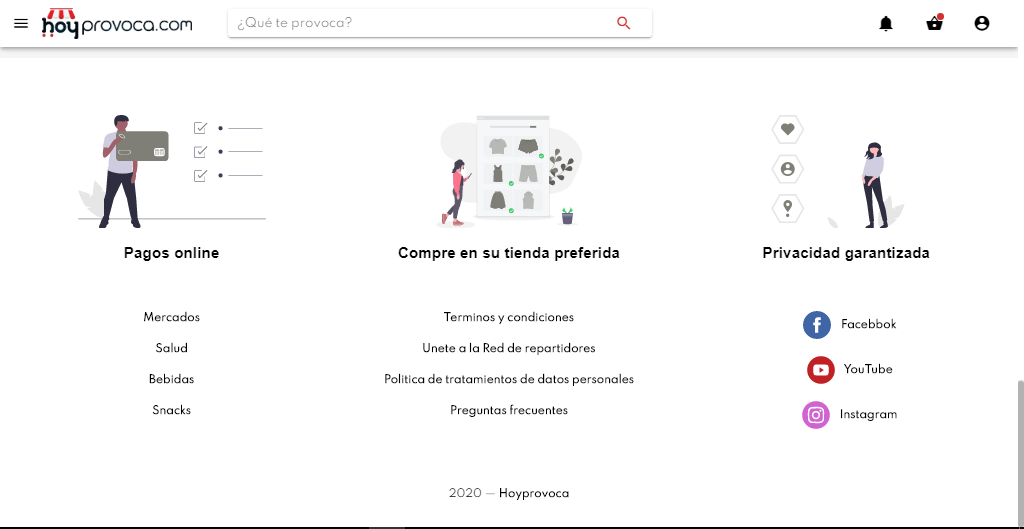 hoyprovoca.com
¿Qué te provoca?
Pagos online
Compre en su tienda preferida
Privacidad garantizada
Mercados
Salud
Bebidas
Snacks
Terminos y condiciones
Unete a la Red de repartidores
Politica de tratamientos de datos personales
Preguntas frecuentes
Facebbok
YouTube
Instagram
2020 — Hoyprovoca